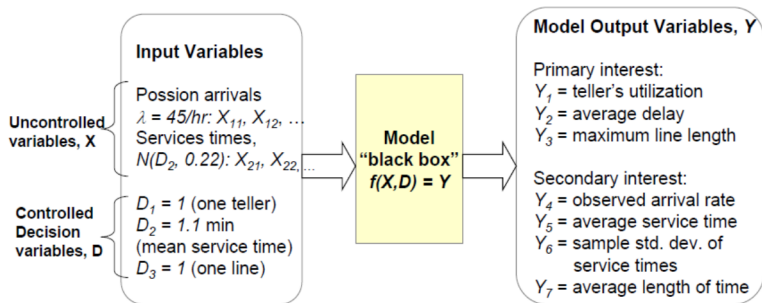 Uncontrolled
variables, X
Controlled
Decision
variables, D
Input Variables
Possion arrivals
λ = 45/hr: X11, X12, ...
Services times,
N(D2, 0.22): X21, X22, ...
D1 = 1 (one teller)
D2 = 1.1 min
(mean service time)
D3 = 1 (one line)
Model
“black box”
f(X,D) = Y
Model Output Variables, Y
Primary interest:
Y1 = teller's utilization
Y2 = average delay
Y3 = maximum line length
Secondary interest:
Y4 = observed arrival rate
Y5 = average service time
Y6 = sample std. dev. of
service times
Y7 = average length of time